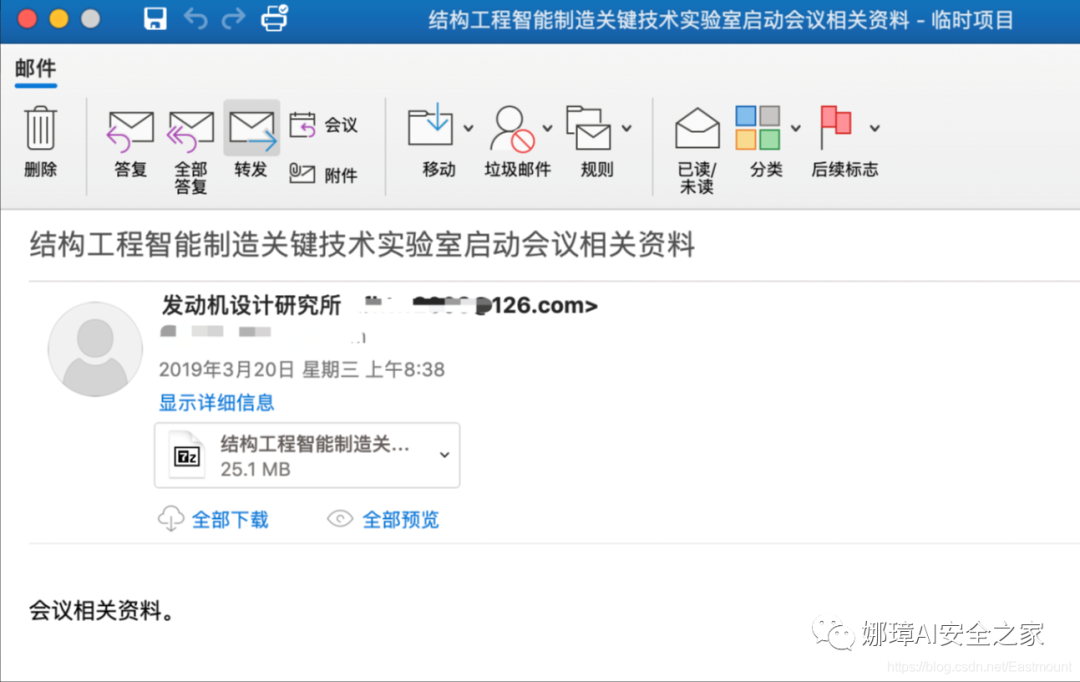 结构工程智能制造关键技术实验室启动会议相关资料 - 临时项目
邮件
删除
答复
全部
答复
转发
会议
附件
移动
垃圾邮件
规则
已读/
未读
分类
后续标志
结构工程智能制造关键技术实验室启动会议相关资料
发动机设计研究所 @126.com>
2019年3月20日 星期三 上午8:38
显示详细信息
7z
结构工程智能制造关...
25.1 MB
全部下载 全部预览
会议相关资料。
娜璋AI安全之家
https://blog.csdn.net/Eastmount